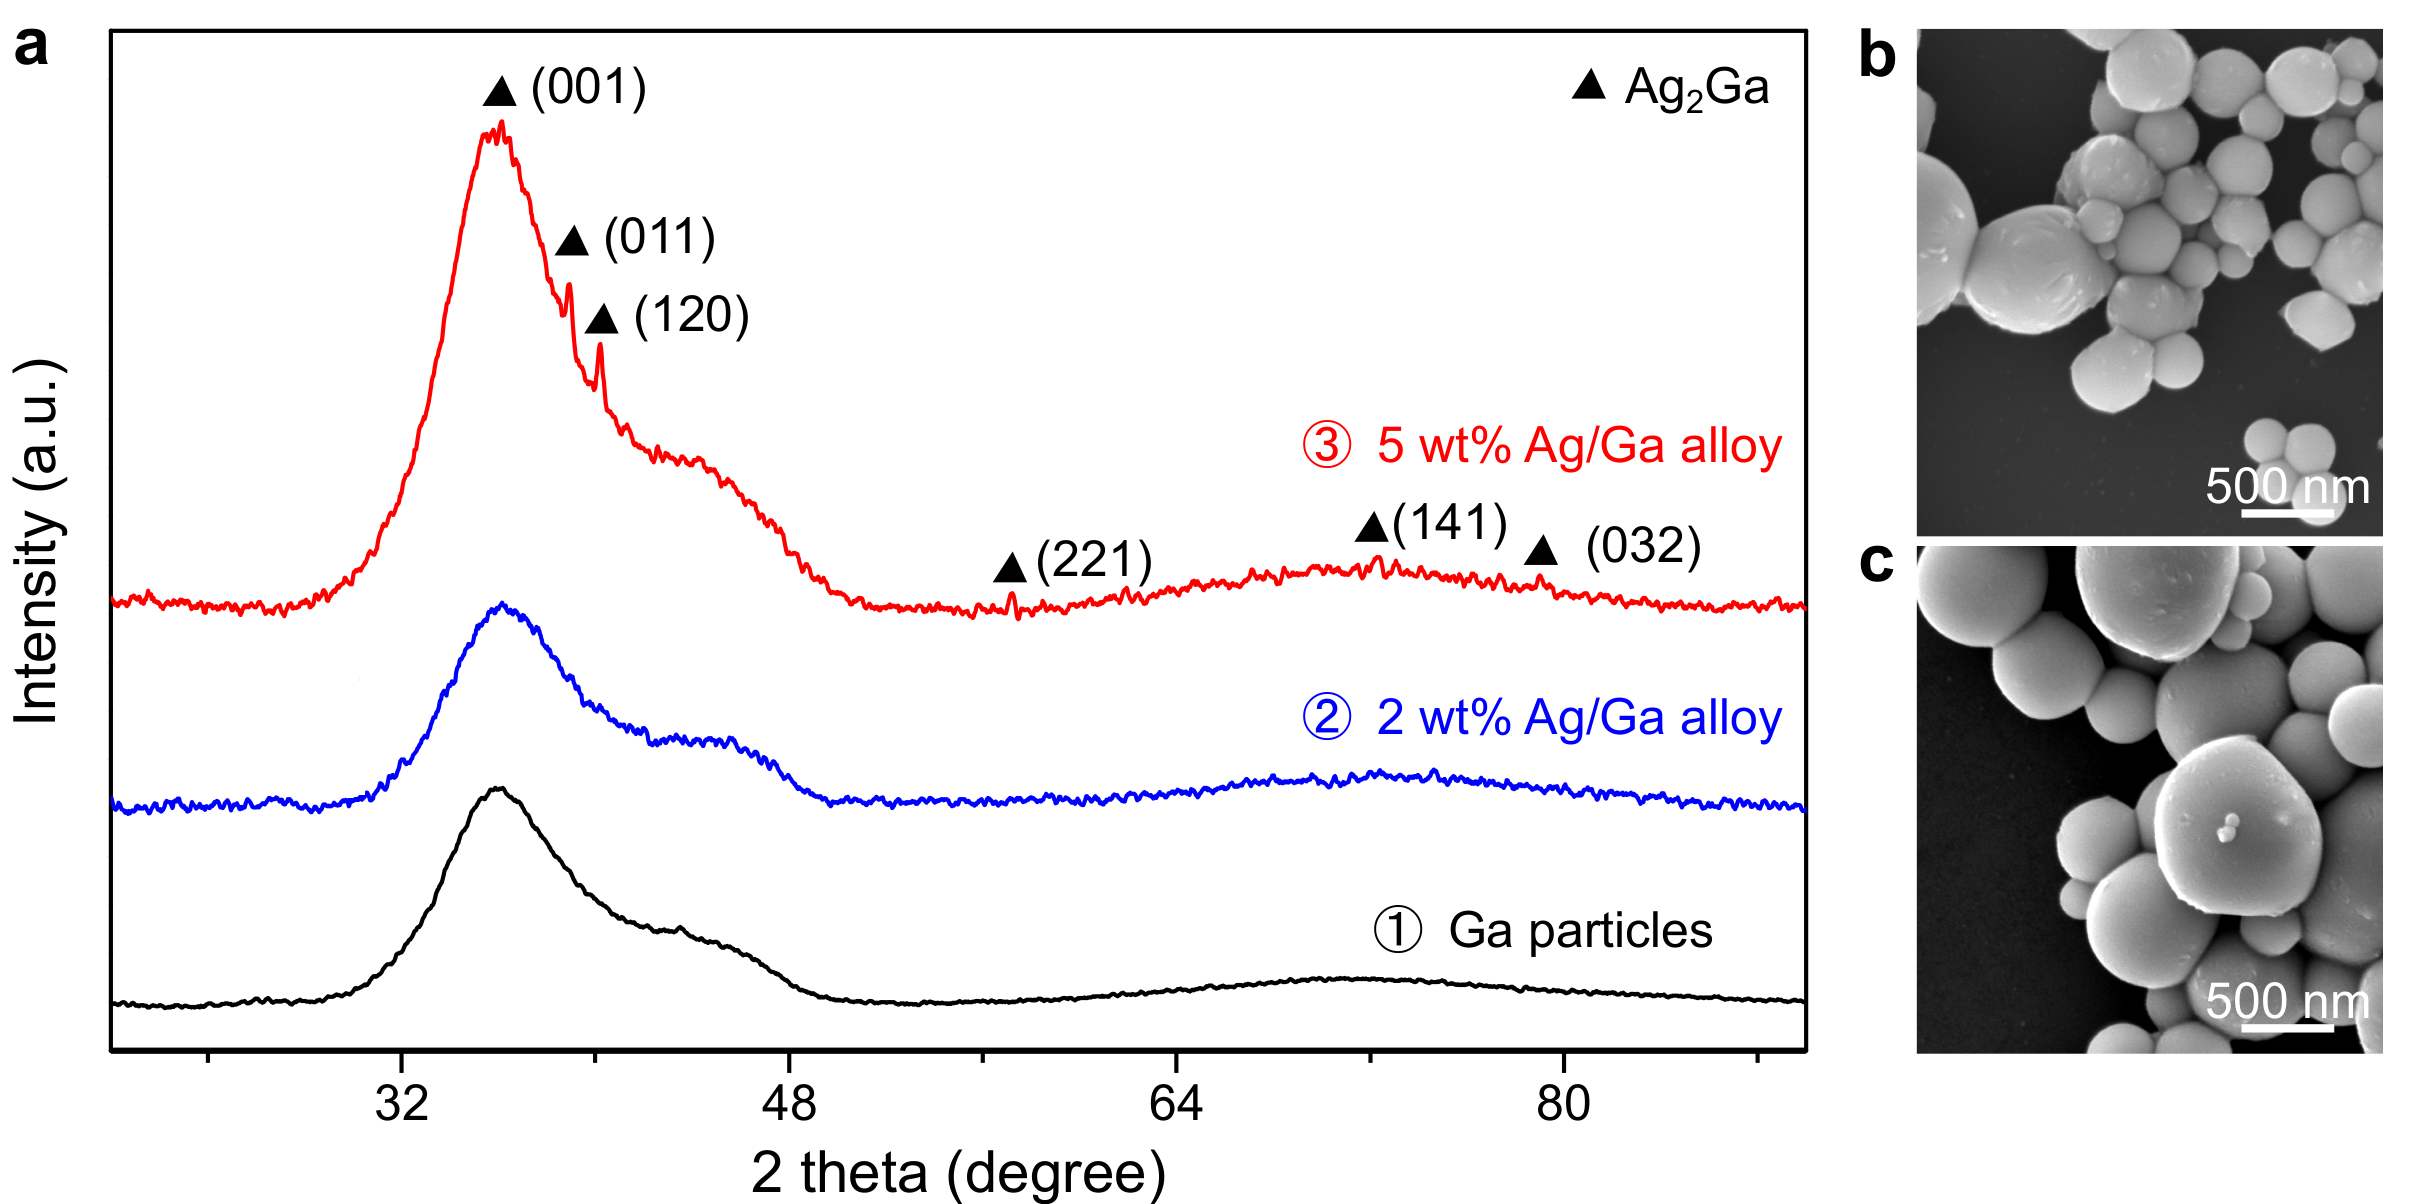 a
▲ (001)
▲ Ag₂Ga
▲ (011)
▲ (120)
③ 5 wt% Ag/Ga alloy
▲ (221)
▲ (141)
▲ (032)
② 2 wt% Ag/Ga alloy
① Ga particles
Intensity (a.u.)
32 48 64 80
2 theta (degree)
b
500 nm
c
500 nm